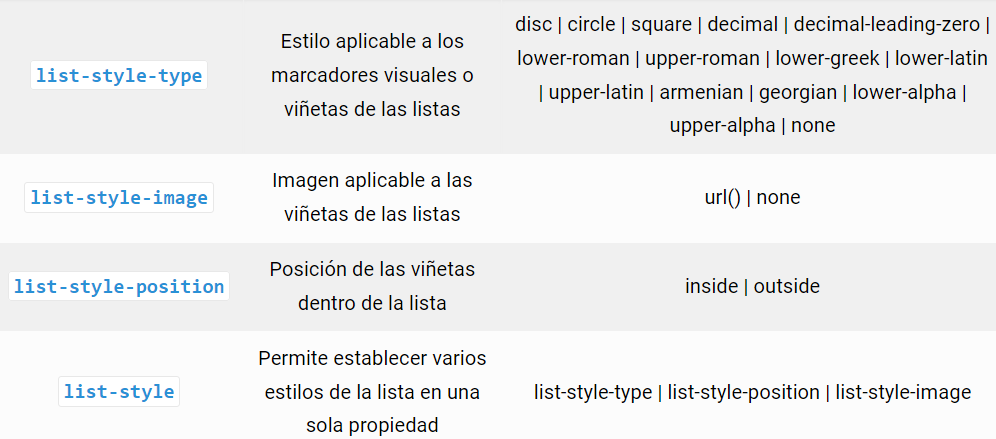 list-style-type
Estilo aplicable a los
marcadores visuales o
viñetas de las listas
disc | circle | square | decimal | decimal-leading-zero |
lower-roman | upper-roman | lower-greek | lower-latin
| upper-latin | armenian | georgian | lower-alpha |
upper-alpha | none
list-style-image
Imagen aplicable a las
viñetas de las listas
url() | none
list-style-position
Posición de las viñetas
dentro de la lista
inside | outside
list-style
Permite establecer varios
estilos de la lista en una
sola propiedad
list-style-type | list-style-position | list-style-image